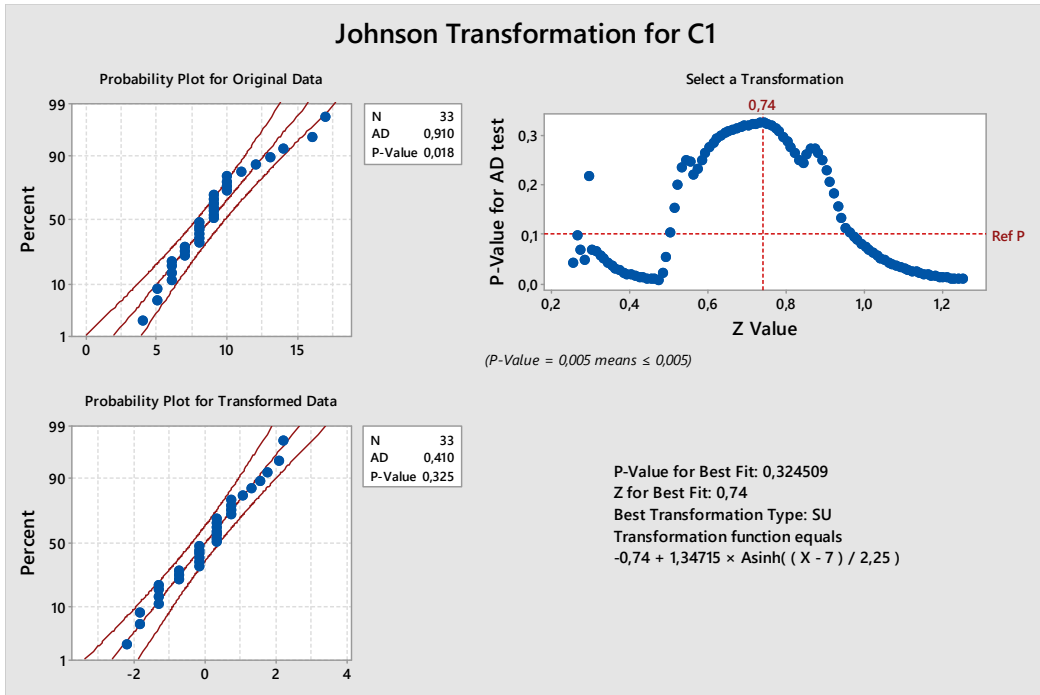 Johnson Transformation for C1
Probability Plot for Original Data
99
90
50
10
1
Percent
0
5
10
15
N 33
AD 0,910
P-Value 0,018
Select a Transformation
0,74
0,3
0,2
0,1
0,0
P-Value for AD test
Ref P
0,2
0,4
0,6
0,8
1,0
1,2
Z Value
(P-Value = 0,005 means ≤ 0,005)
Probability Plot for Transformed Data
99
90
50
10
1
Percent
-2
0
2
4
N 33
AD 0,410
P-Value 0,325
P-Value for Best Fit: 0,324509
Z for Best Fit: 0,74
Best Transformation Type: SU
Transformation function equals
-0,74 + 1,34715 × Asinh( ( X - 7 ) / 2,25 )